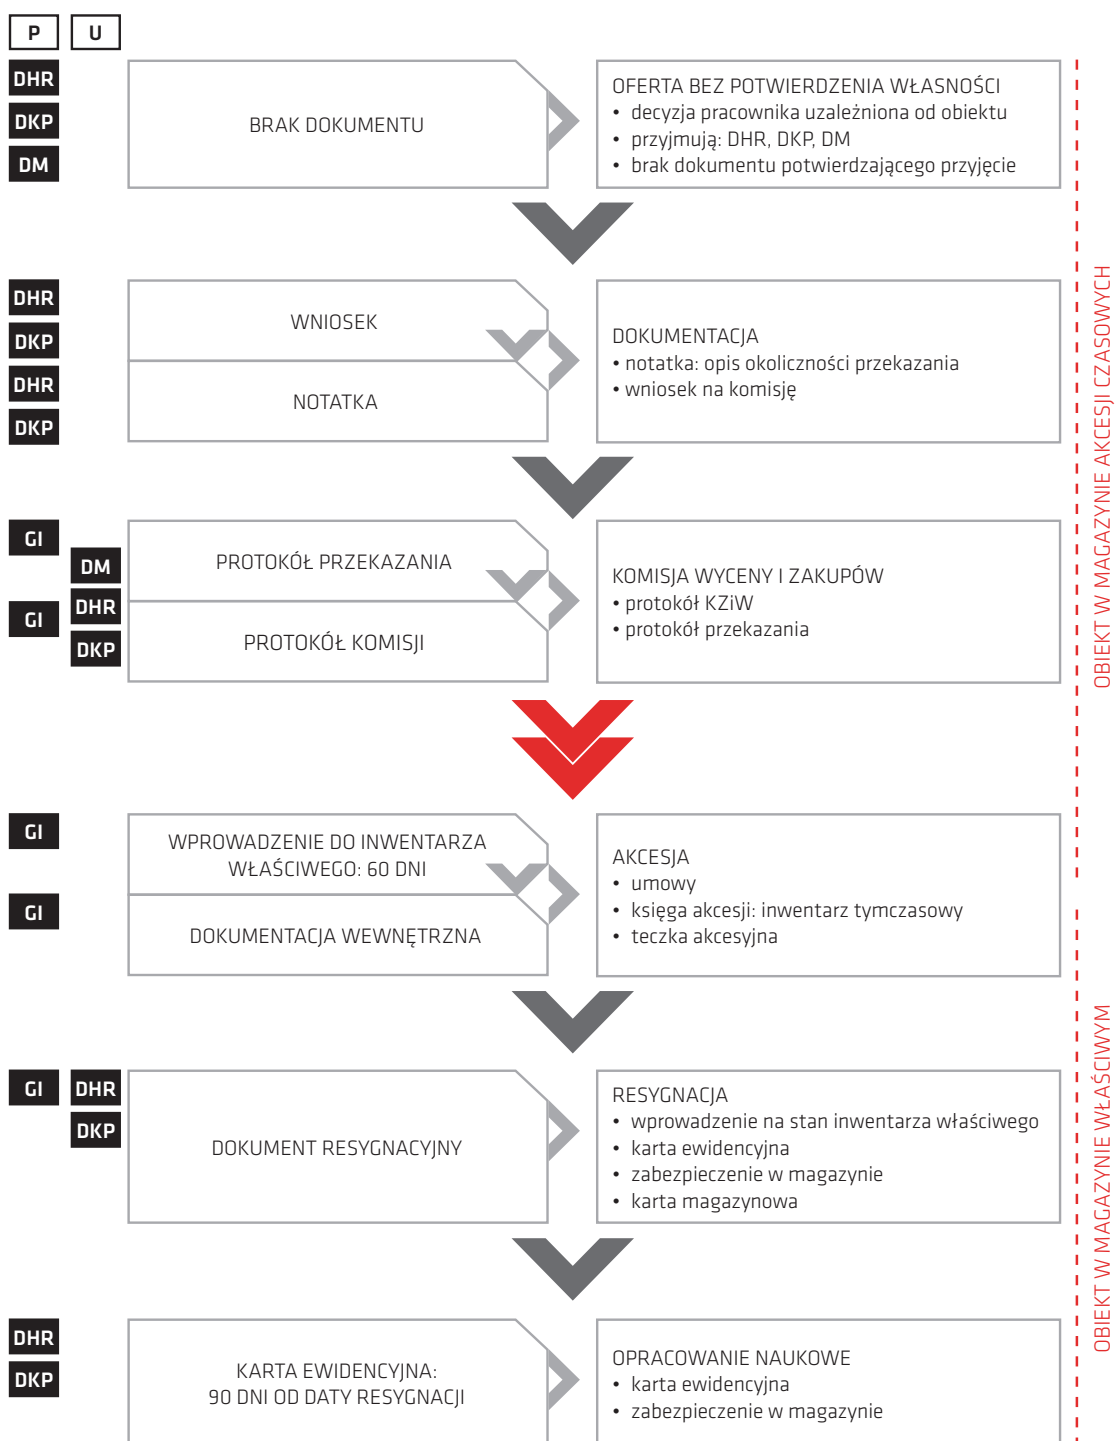 P U
DHR
DKP
DM
BRAK DOKUMENTU
OFERTA BEZ POTWIERDZENIA WŁASNOŚCI
• decyzja pracownika uzależniona od obiektu
• przyjmują: DHR, DKP, DM
• brak dokumentu potwierdzającego przyjęcie
DHR
DKP
DHR
DKP
WNIOSEK
NOTATKA
DOKUMENTACJA
• notatka: opis okoliczności przekazania
• wniosek na komisję
GI
DM
DHR
GI
DKP
PROTOKÓŁ PRZEKAZANIA
PROTOKÓŁ KOMISJI
KOMISJA WYCENY I ZAKUPÓW
• protokół KZiW
• protokół przekazania
OBIEKT W MAGAZYNIE AKCESJI CZASOWYCH
GI
GI
WPROWADZENIE DO INWENTARZA
WŁAŚCIWEGO: 60 DNI
DOKUMENTACJA WEWNĘTRZNA
AKCESJA
• umowy
• księga akcesji: inwentarz tymczasowy
• teczka akcesyjna
GI DHR
DKP
DOKUMENT RESYGNACYJNY
RESYGNACJA
• wprowadzenie na stan inwentarza właściwego
• karta ewidencyjna
• zabezpieczenie w magazynie
• karta magazynowa
DHR
DKP
KARTA EWIDENCYJNA:
90 DNI OD DATY RESYGNACJI
OPRACOWANIE NAUKOWE
• karta ewidencyjna
• zabezpieczenie w magazynie
OBIEKT W MAGAZYNIE WŁAŚCIWYM